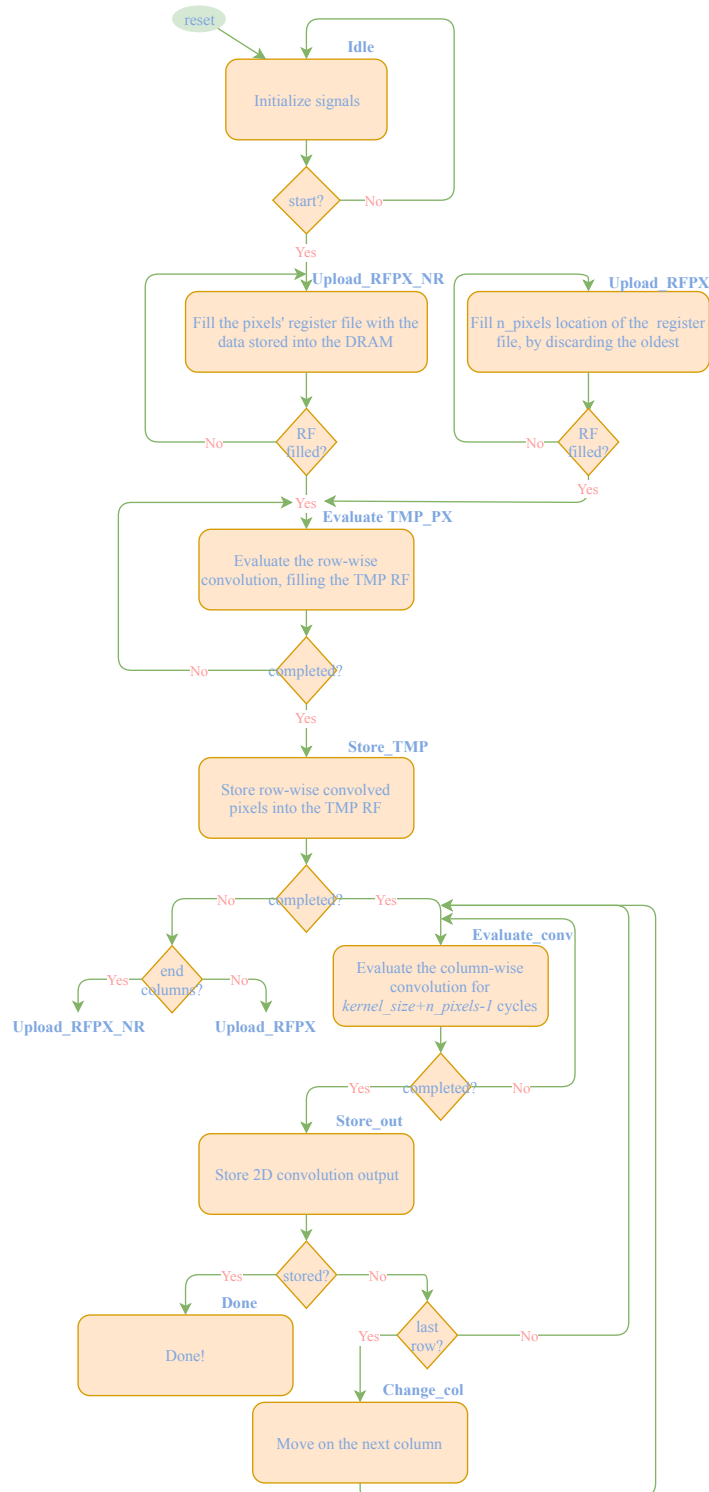 reset
Idle
Initialize signals
start?
No
Yes
Upload_RFPX_NR
Upload_RFPX
Fill the pixels' register file with the
data stored into the DRAM
Fill n_pixels location of the register
file, by discarding the oldest
RF
filled?
No
RF
filled?
No
Yes
Yes
Evaluate TMP_PX
Evaluate the row-wise
convolution, filling the TMP RF
completed?
No
Yes
Store_TMP
Store row-wise convolved
pixels into the TMP RF
completed?
No
Yes
Evaluate_conv
end
columns?
Yes
No
Upload_RFPX_NR
Upload_RFPX
Evaluate the column-wise
convolution for
kernel_size+n_pixels-1 cycles
completed?
Yes
No
Store_out
Store 2D convolution output
stored?
Yes
No
Done
Done!
last
row?
Yes
No
Change_col
Move on the next column